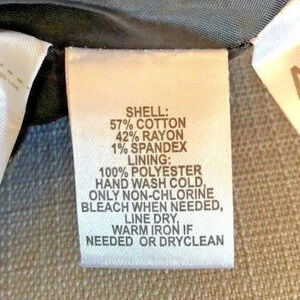 SHELL:
57% COTTON
42% RAYON
1% SPANDEX
LINING:
100% POLYESTER
HAND WASH COLD,
ONLY NON-CHLORINE
BLEACH WHEN NEEDED,
LINE DRY,
WARM IRON IF
NEEDED OR DRYCLEAN